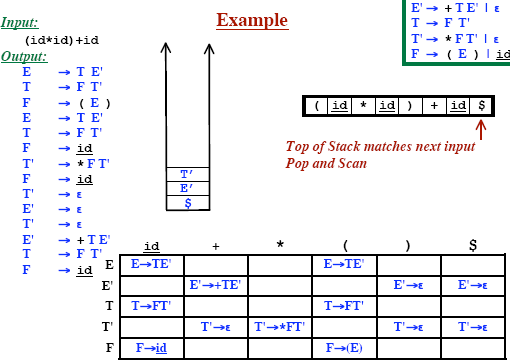 Example
Input:
(id*id)+id
Output:
E → T E'
T → F T'
F → ( E )
E → T E'
T → F T'
F → id
T' → * F T'
F → id
T' → ε
E' → ε
T' → ε
E' → + T E'
T → F T'
F → id
E' → + T E' | ε
T → F T'
T' → * F T' | ε
F → ( E ) | id
( id * id ) + id $
Top of Stack matches next input
Pop and Scan
T'
E'
$
id + * ( ) $
E E→TE' E→TE'
E' E'→+TE' E'→ε E'→ε
T T→FT' T→FT'
T' T'→ε T'→*FT' T'→ε T'→ε
F F→id F→(E)